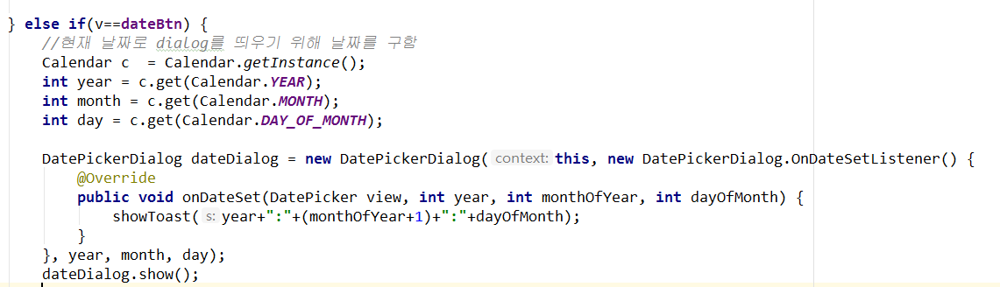 } else if(v==dateBtn) {
//현재 날짜로 dialog를 띄우기 위해 날짜를 구함
Calendar c  = Calendar.getInstance();
int year = c.get(Calendar.YEAR);
int month = c.get(Calendar.MONTH);
int day = c.get(Calendar.DAY_OF_MONTH);
DatePickerDialog dateDialog = new DatePickerDialog( context: this, new DatePickerDialog.OnDateSetListener() {
@Override
public void onDateSet(DatePicker view, int year, int monthOfYear, int dayOfMonth) {
showToast( s: year+":"+(monthOfYear+1)+":"+dayOfMonth);
}
}, year, month, day);
dateDialog.show();